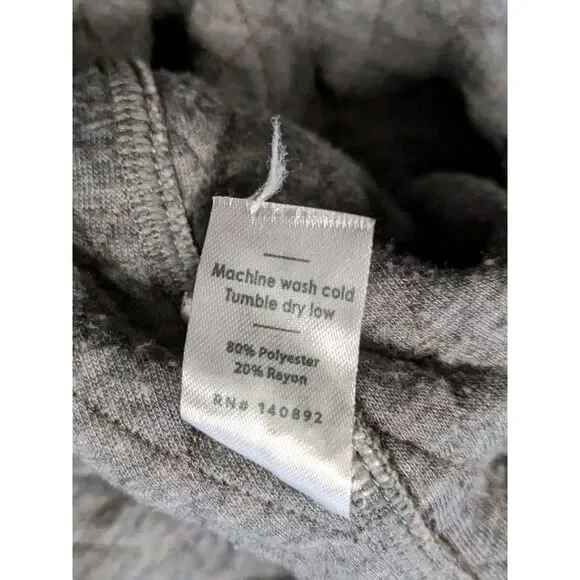 Machine wash cold
Tumble dry low
80% Polyester
20% Rayon
RN# 140892